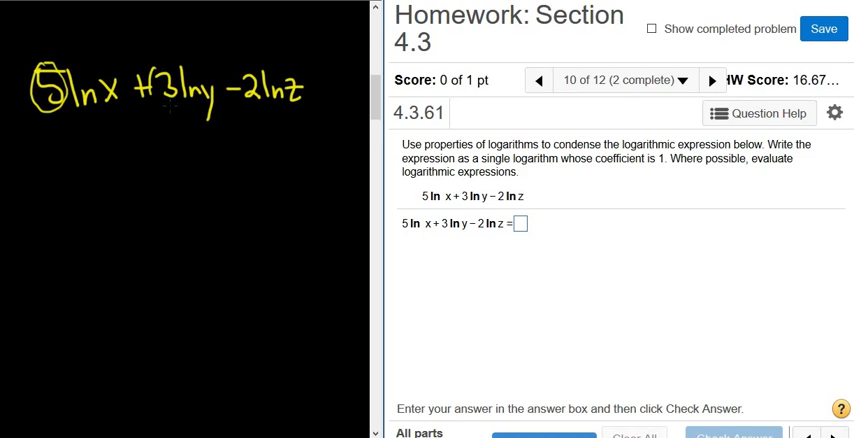 5lnx + 3lny - 2lnz
Homework: Section
4.3
Show completed problem
Save
Score: 0 of 1 pt
10 of 12 (2 complete)
HW Score: 16.67...
4.3.61
Question Help
Use properties of logarithms to condense the logarithmic expression below. Write the
expression as a single logarithm whose coefficient is 1. Where possible, evaluate
logarithmic expressions.
5 ln x + 3 ln y - 2 ln z
5 ln x + 3 ln y - 2 ln z =
Enter your answer in the answer box and then click Check Answer.
?
All parts
Clear All
Check Answer